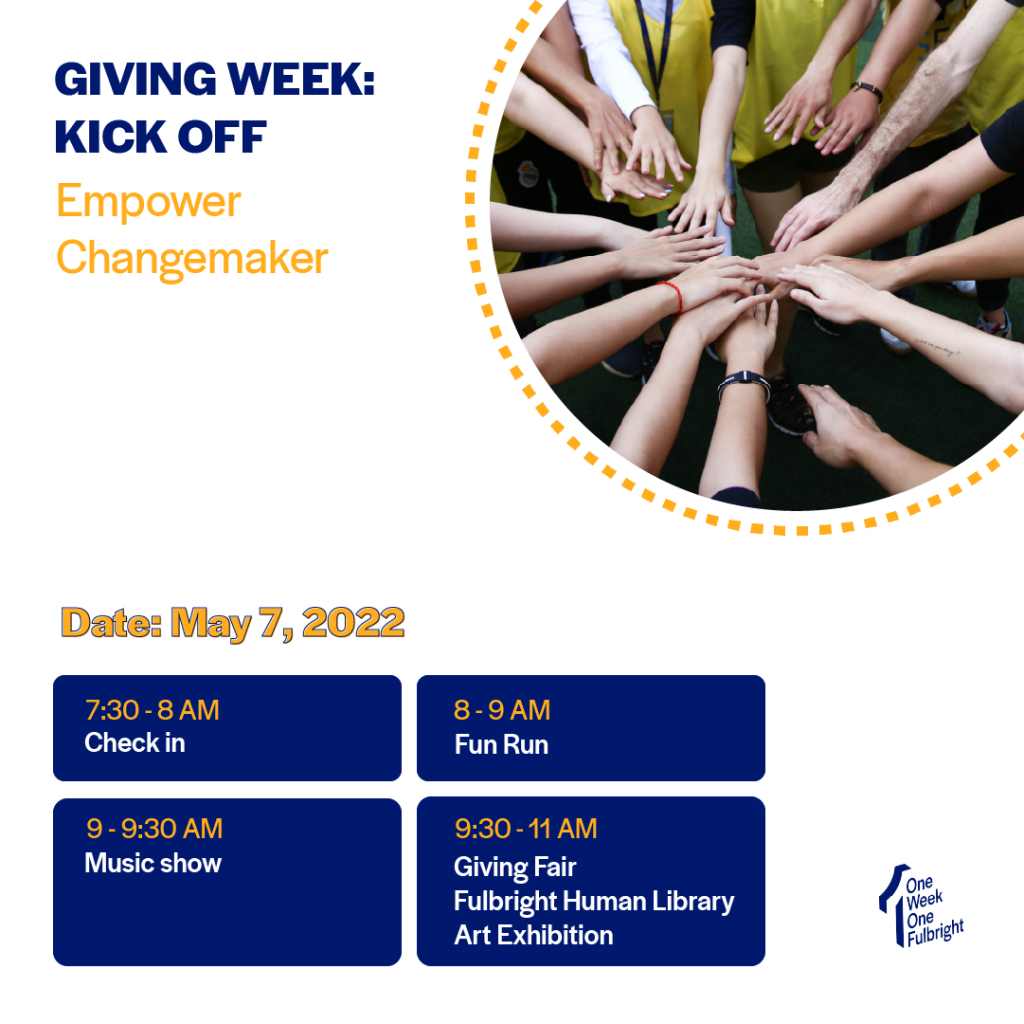 GIVING WEEK:
KICK OFF
Empower
Changemaker
Date: May 7, 2022
7:30 - 8 AM
Check in
8 - 9 AM
Fun Run
9 - 9:30 AM
Music show
9:30 - 11 AM
Giving Fair
Fulbright Human Library
Art Exhibition
One
Week
One
Fulbright